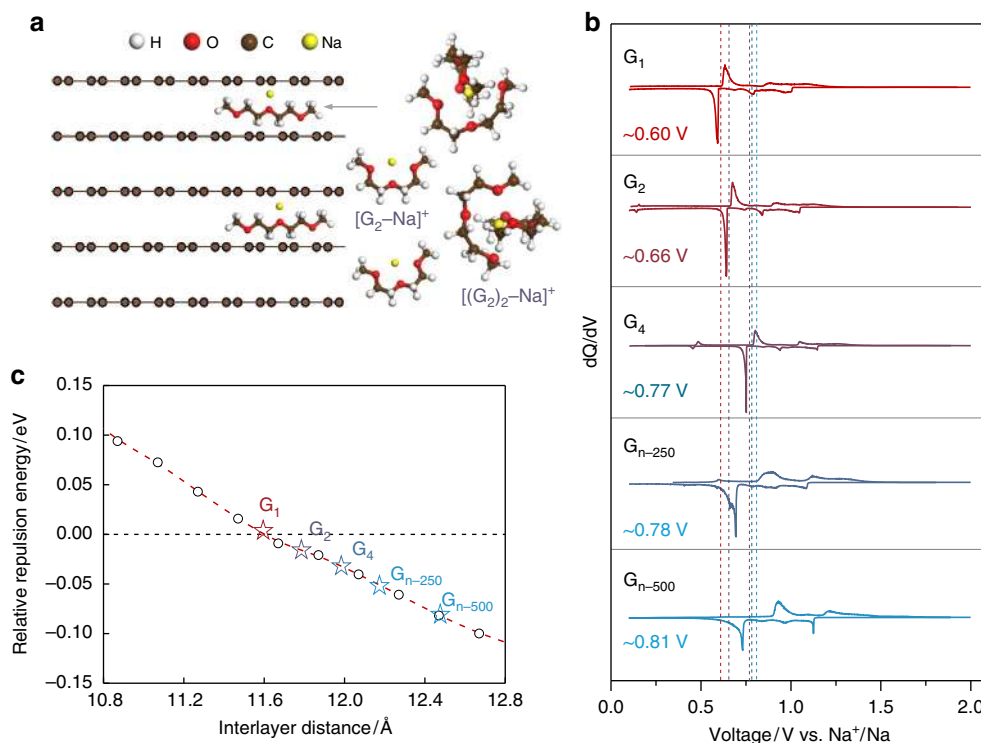 a
H O C Na
[G₂–Na]⁺
[(G₂)₂–Na]⁺
b
G₁
~0.60 V
G₂
~0.66 V
G₄
~0.77 V
Gₙ₋₂₅₀
~0.78 V
Gₙ₋₅₀₀
~0.81 V
dQ/dV
0.0 0.5 1.0 1.5 2.0
Voltage/V vs. Na⁺/Na
c
0.15
0.10
0.05
0.00
–0.05
–0.10
–0.15
Relative repulsion energy/eV
G₁
G₂
G₄
Gₙ₋₂₅₀
Gₙ₋₅₀₀
10.8 11.2 11.6 12.0 12.4 12.8
Interlayer distance/Å